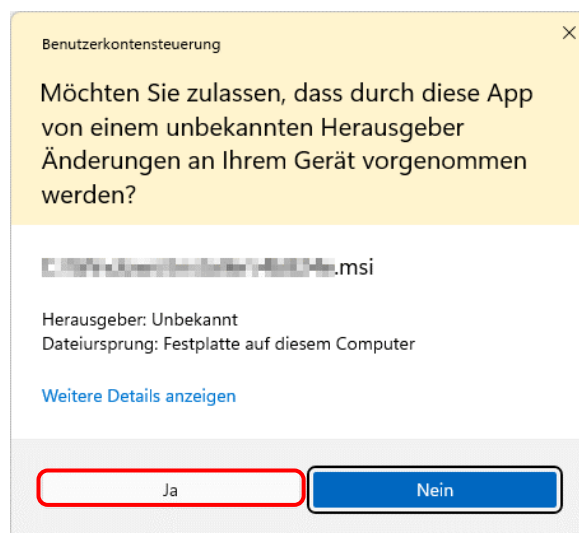 Benutzerkontensteuerung
Möchten Sie zulassen, dass durch diese App
von einem unbekannten Herausgeber
Änderungen an Ihrem Gerät vorgenommen
werden?
.msi
Herausgeber: Unbekannt
Dateiursprung: Festplatte auf diesem Computer
Weitere Details anzeigen
Ja
Nein